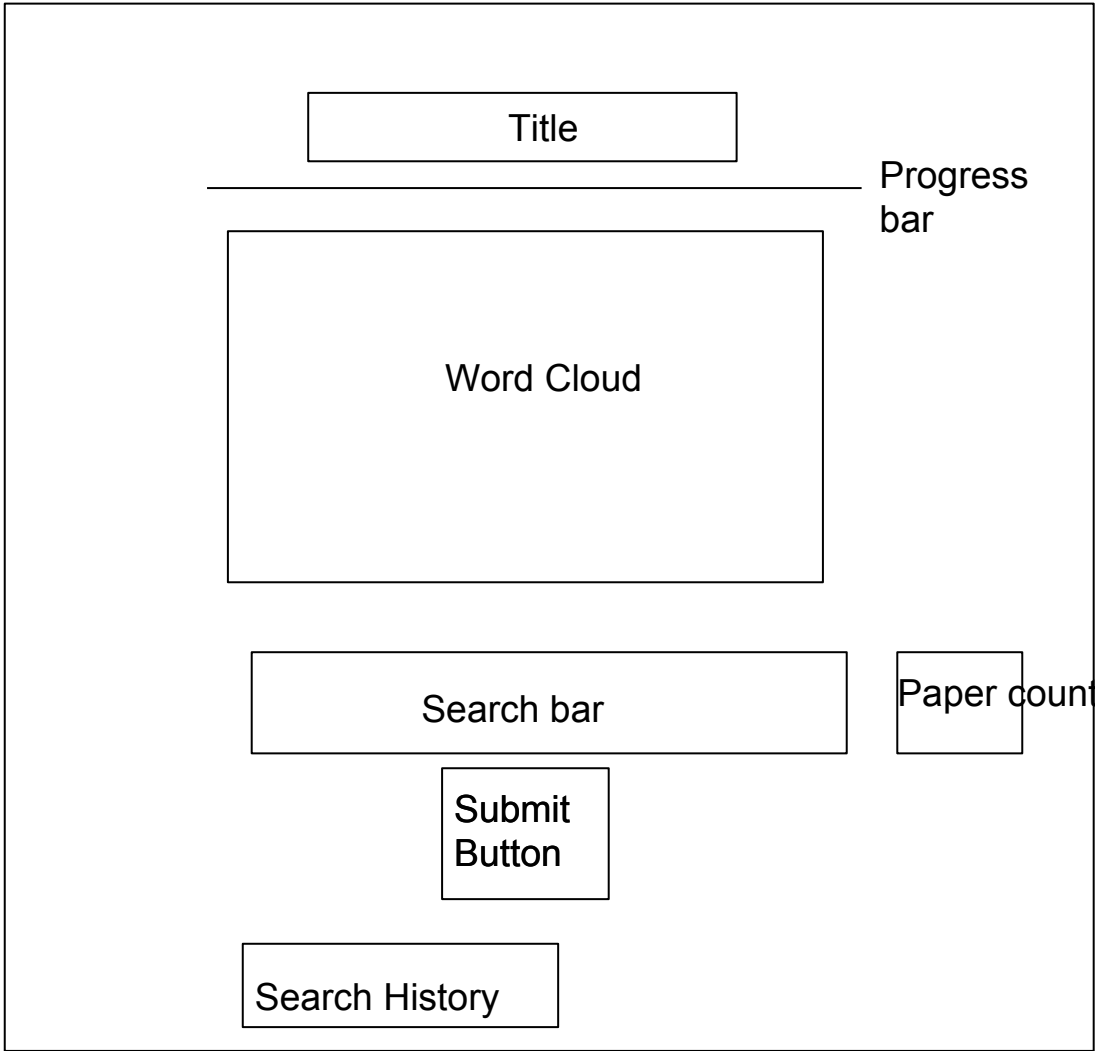 Title
Progress
bar
Word Cloud
Search bar
Paper count
Submit
Button
Search History